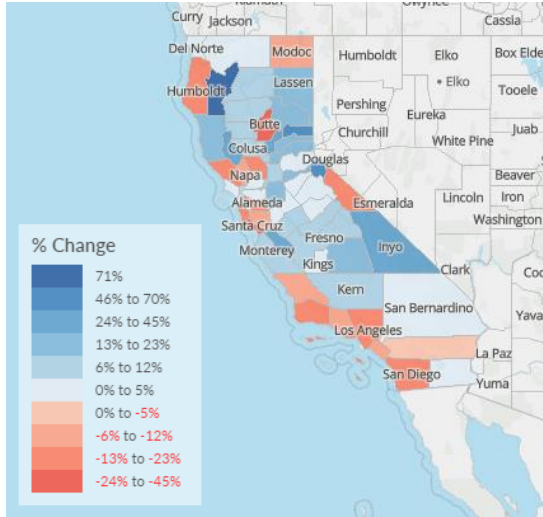 Curry
Jackson
Cassia
Del Norte
Modoc
Humboldt
Elko
Box Elde
Elko
Tooele
Humboldt
Lassen
Pershing
Eureka
Butte
Churchill
Juab
White Pine
Colusa
Douglas
Napa
Beaver
Alameda
Esmeralda
Lincoln
Iron
Santa Cruz
Washington
Fresno
Inyo
Monterey
Kings
Clark
Coc
Kern
San Bernardino
Yava
Los Angeles
La Paz
San Diego
Yuma
% Change
71%
46% to 70%
24% to 45%
13% to 23%
6% to 12%
0% to 5%
0% to -5%
-6% to -12%
-13% to -23%
-24% to -45%